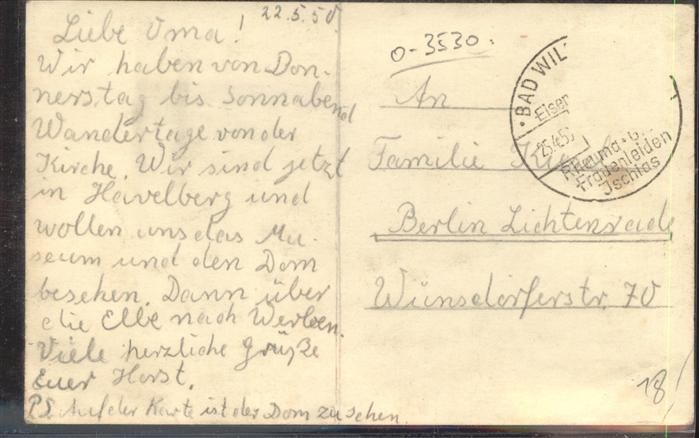 22.5.50
Liebe Oma!
Wir haben von Don-
nerstag bis Sonnabend
Wandertage von der
Kirche. Wir sind jetzt
in Havelberg und
wollen uns das Mu-
seum und den Dom
besehen. Dann über
die Elbe nach Werben.
Viele herzliche Grüße
Euer Horst.
PS. Auf der Karte ist der Dom zu sehen.
0-3530.
BAD WIL
Eisen
Rheuma
Frauenleiden
Jschias
An
Familie
Berlin Lichtenrade
Wünsdorferstr. 70
18!